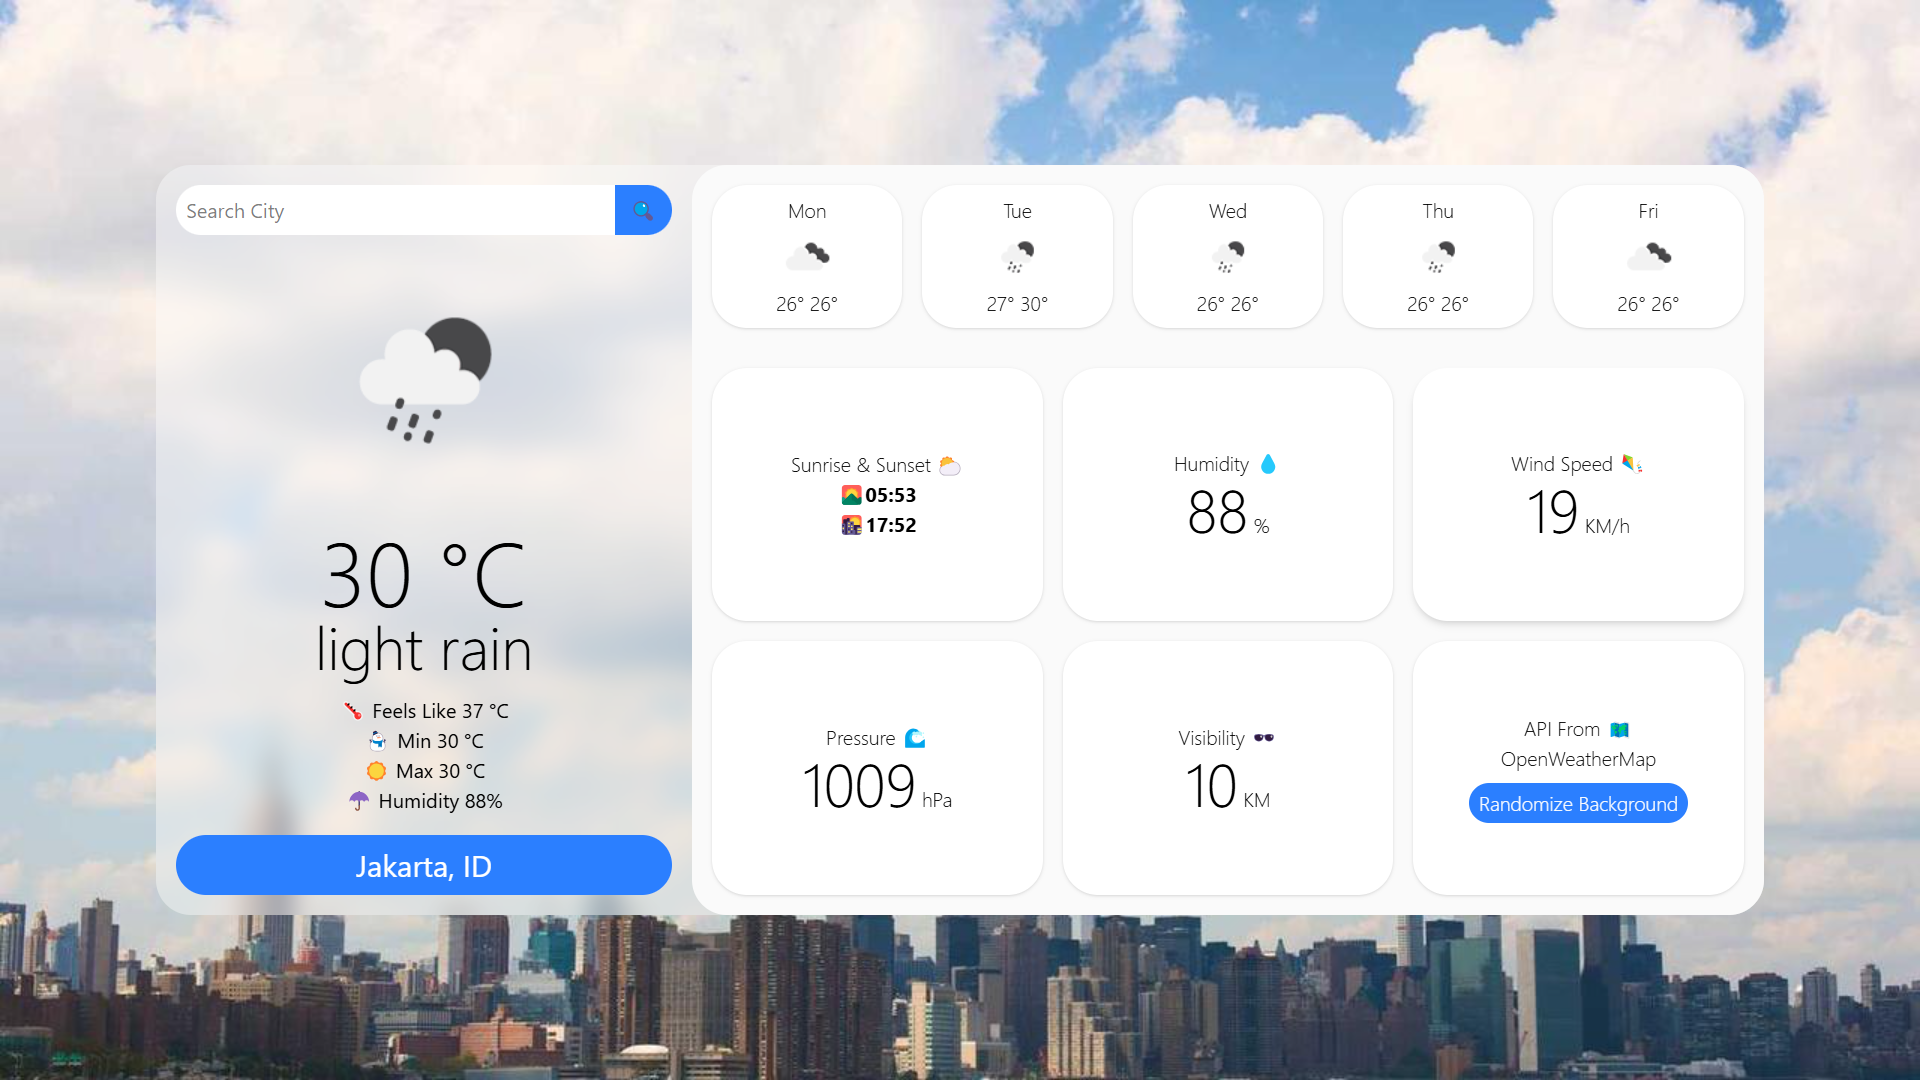 Search City
30 °C
light rain
Feels Like 37 °C
Min 30 °C
Max 30 °C
Humidity 88%
Jakarta, ID
Mon
26° 26°
Tue
27° 30°
Wed
26° 26°
Thu
26° 26°
Fri
26° 26°
Sunrise & Sunset
05:53
17:52
Humidity
88 %
Wind Speed
19 KM/h
Pressure
1009 hPa
Visibility
10 KM
API From
OpenWeatherMap
Randomize Background